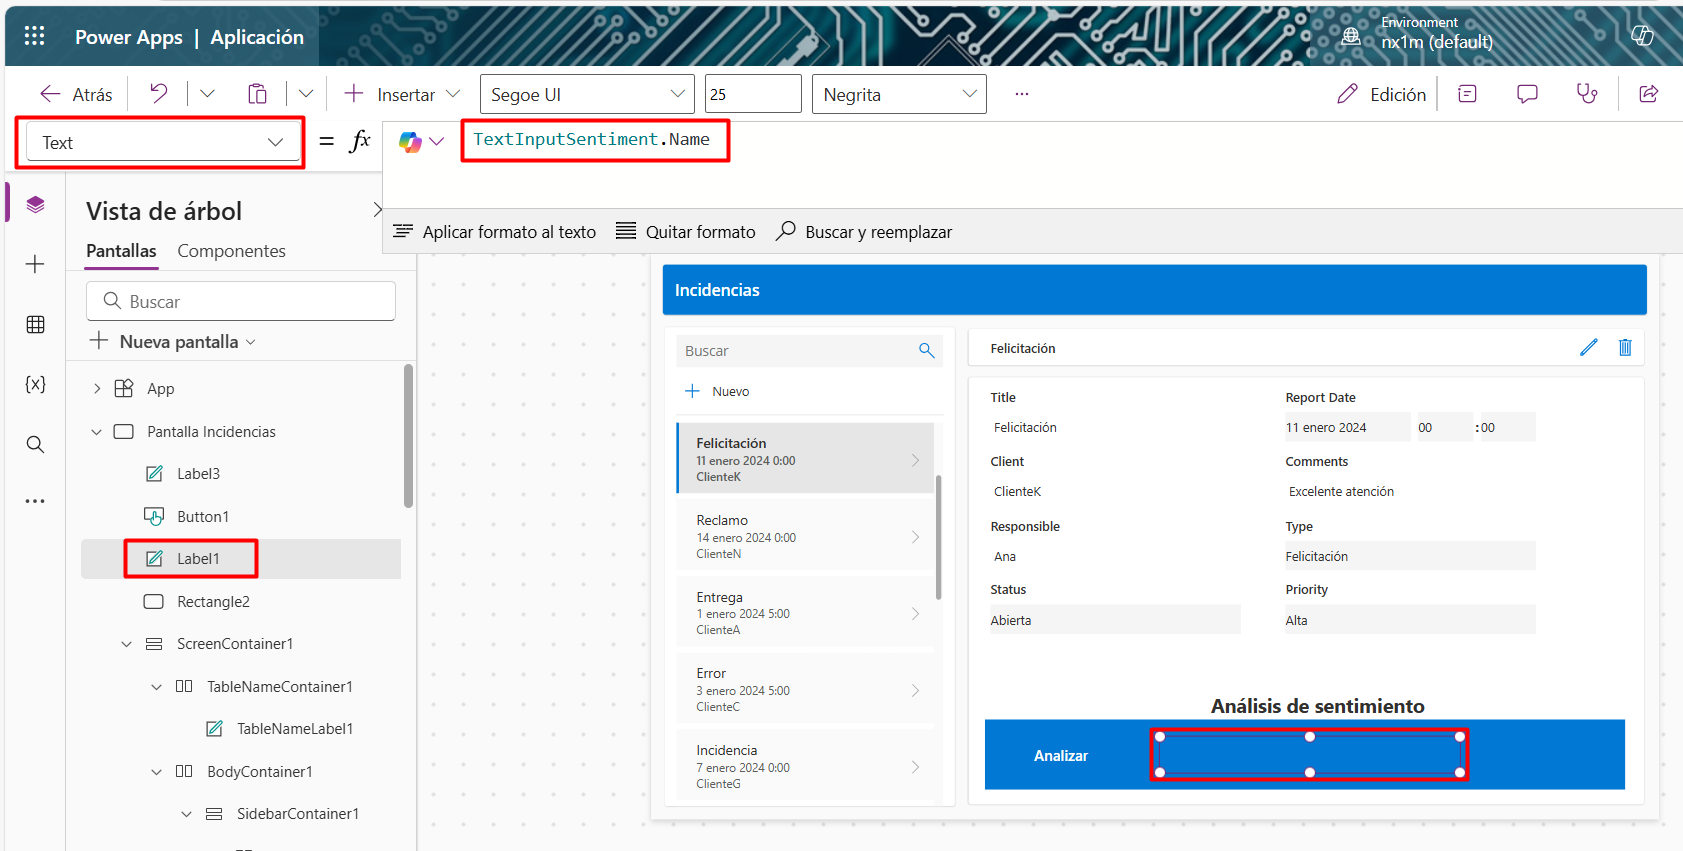 Power Apps | Aplicación
Environment
nx1m (default)
Atrás
Insertar
Segoe UI
25
Negrita
...
Edición
Text
= fx
TextInputSentiment.Name
Aplicar formato al texto
Quitar formato
Buscar y reemplazar
Vista de árbol
Pantallas
Componentes
Buscar
Nueva pantalla
App
Pantalla Incidencias
Label3
Button1
Label1
Rectangle2
ScreenContainer1
TableNameContainer1
TableNameLabel1
BodyContainer1
SidebarContainer1
Incidencias
Buscar
Nuevo
Felicitación
11 enero 2024 0:00
ClienteK
Reclamo
14 enero 2024 0:00
ClienteN
Entrega
1 enero 2024 5:00
ClienteA
Error
3 enero 2024 5:00
ClienteC
Incidencia
7 enero 2024 0:00
ClienteG
Felicitación
Title
Felicitación
Report Date
11 enero 2024 00 :00
Client
ClienteK
Comments
Excelente atención
Responsible
Ana
Type
Felicitación
Status
Abierta
Priority
Alta
Análisis de sentimiento
Analizar